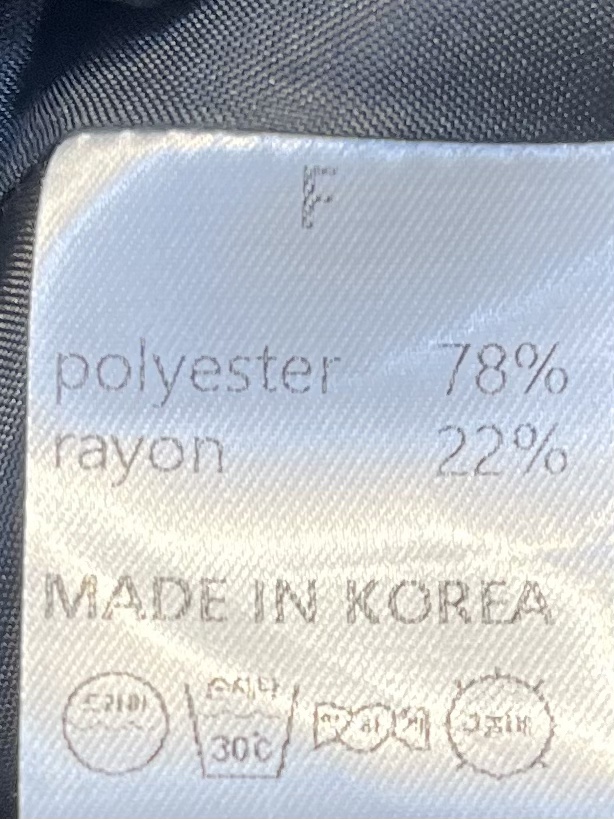 F
polyester 78%
rayon 22%
MADE IN KOREA
드라이
손세탁
30℃
약하게